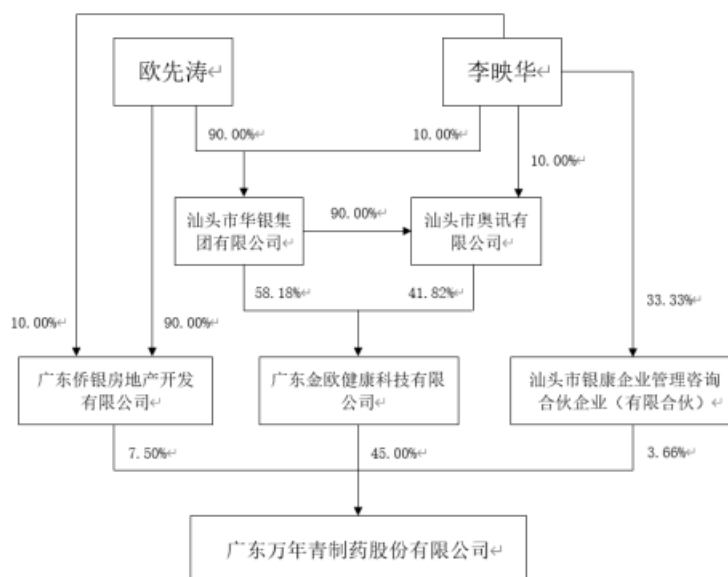 欧先涛↵
李映华↵
90.00%↵
10.00%↵
10.00%↵
汕头市华银集
团有限公司↵
90.00%↵
汕头市奥讯有
限公司↵
58.18%↵
41.82%↵
33.33%↵
10.00%↵
90.00%↵
广东侨银房地产开发
有限公司↵
广东金欧健康科技有限
公司↵
汕头市银康企业管理咨询
合伙企业（有限合伙）↵
7.50%↵
45.00%↵
3.66%↵
广东万年青制药股份有限公司↵